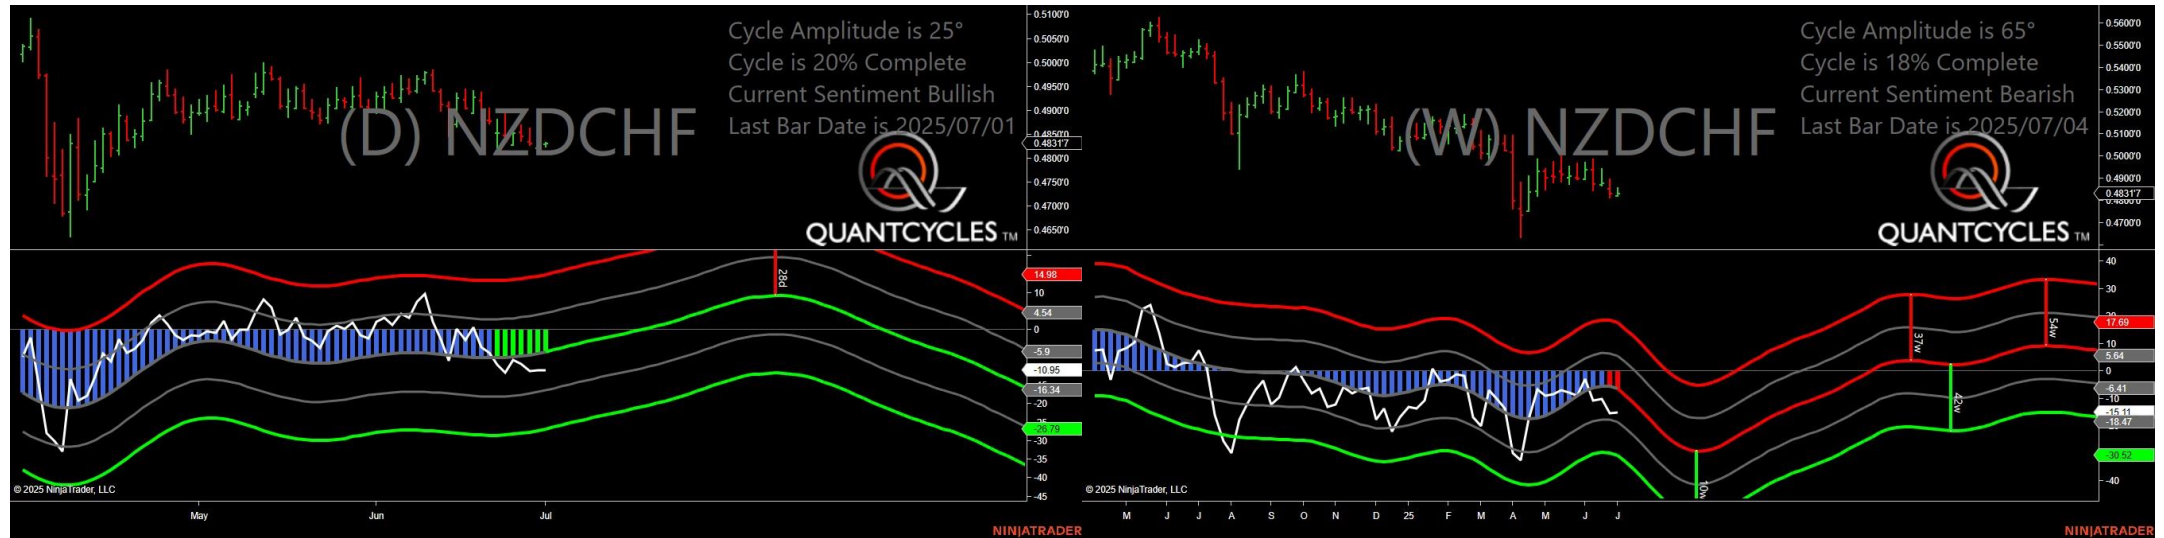 Cycle Amplitude is 25°
Cycle is 20% Complete
Current Sentiment Bullish
Last Bar Date is 2025/07/01
(D) NZDCHF
QUANTCYCLES TM
0.5100'0
0.5050'0
0.5000'0
0.4950'0
0.4900'0
0.4850'0
0.4831'7
0.4800'0
0.4750'0
0.4700'0
0.4650'0
28d
14.98
10
4.54
0
-5.9
-10.95
-16.34
-20
-26.79
-30
-35
-40
-45
© 2025 NinjaTrader, LLC
May
Jun
Jul
NINJATRADER
Cycle Amplitude is 65°
Cycle is 18% Complete
Current Sentiment Bearish
Last Bar Date is 2025/07/04
(W) NZDCHF
QUANTCYCLES TM
0.5600'0
0.5500'0
0.5400'0
0.5300'0
0.5200'0
0.5100'0
0.5000'0
0.4900'0
0.4831'7
0.4700'0
10w
37w
42w
54w
40
30
17.69
10
5.64
0
-6.41
-10
-15.11
-18.47
-30.52
-40
© 2025 NinjaTrader, LLC
M J J A S O N D 25 F M A M J J
NINJATRADER